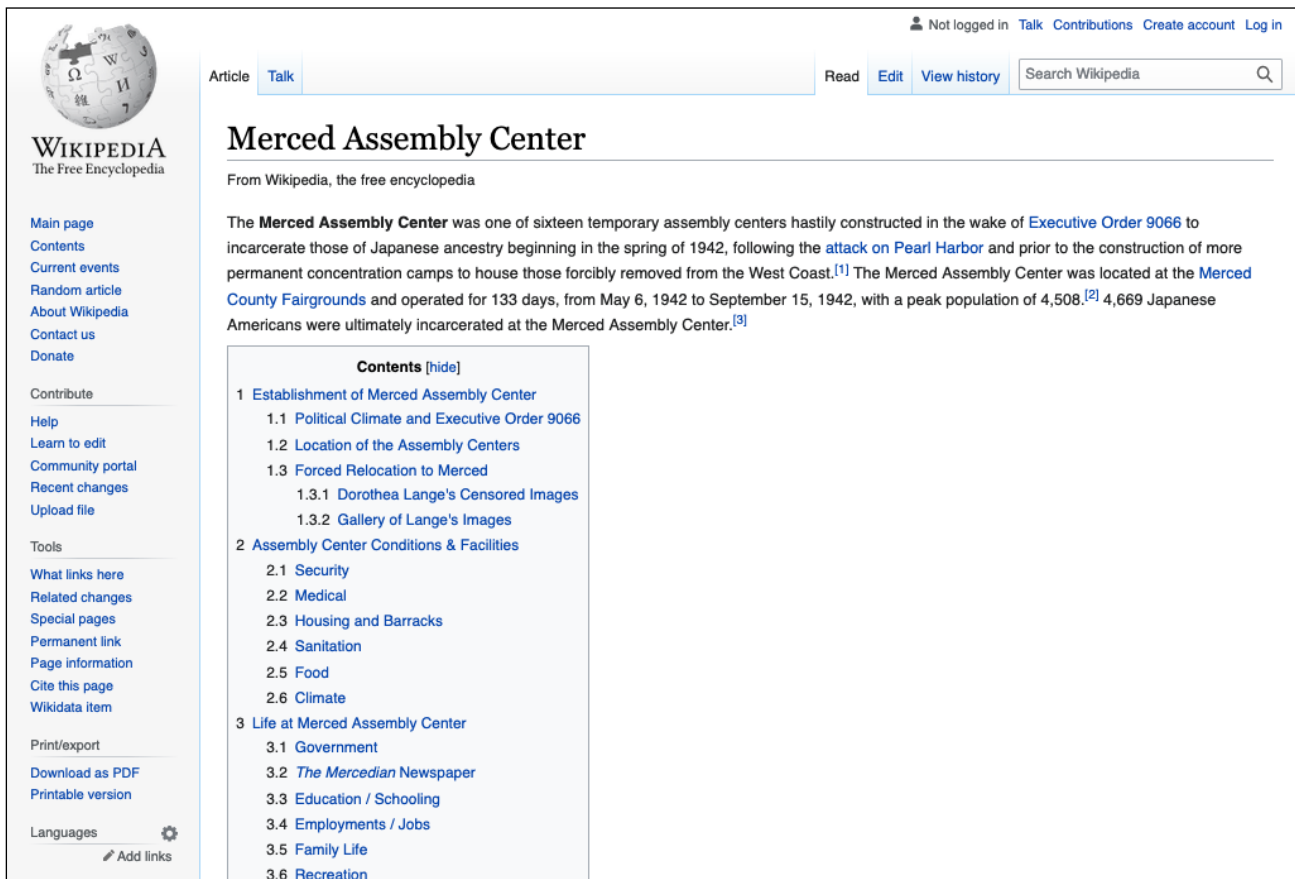 Not logged in Talk Contributions Create account Log in
Article Talk
Read Edit View history Search Wikipedia
WIKIPEDIA
The Free Encyclopedia
Main page
Contents
Current events
Random article
About Wikipedia
Contact us
Donate
Contribute
Help
Learn to edit
Community portal
Recent changes
Upload file
Tools
What links here
Related changes
Special pages
Permanent link
Page information
Cite this page
Wikidata item
Print/export
Download as PDF
Printable version
Languages
Add links
Merced Assembly Center
From Wikipedia, the free encyclopedia
The Merced Assembly Center was one of sixteen temporary assembly centers hastily constructed in the wake of Executive Order 9066 to
incarcerate those of Japanese ancestry beginning in the spring of 1942, following the attack on Pearl Harbor and prior to the construction of more
permanent concentration camps to house those forcibly removed from the West Coast.[1] The Merced Assembly Center was located at the Merced
County Fairgrounds and operated for 133 days, from May 6, 1942 to September 15, 1942, with a peak population of 4,508.[2] 4,669 Japanese
Americans were ultimately incarcerated at the Merced Assembly Center.[3]
Contents [hide]
1 Establishment of Merced Assembly Center
1.1 Political Climate and Executive Order 9066
1.2 Location of the Assembly Centers
1.3 Forced Relocation to Merced
1.3.1 Dorothea Lange's Censored Images
1.3.2 Gallery of Lange's Images
2 Assembly Center Conditions & Facilities
2.1 Security
2.2 Medical
2.3 Housing and Barracks
2.4 Sanitation
2.5 Food
2.6 Climate
3 Life at Merced Assembly Center
3.1 Government
3.2 The Mercedian Newspaper
3.3 Education / Schooling
3.4 Employments / Jobs
3.5 Family Life
3.6 Recreation